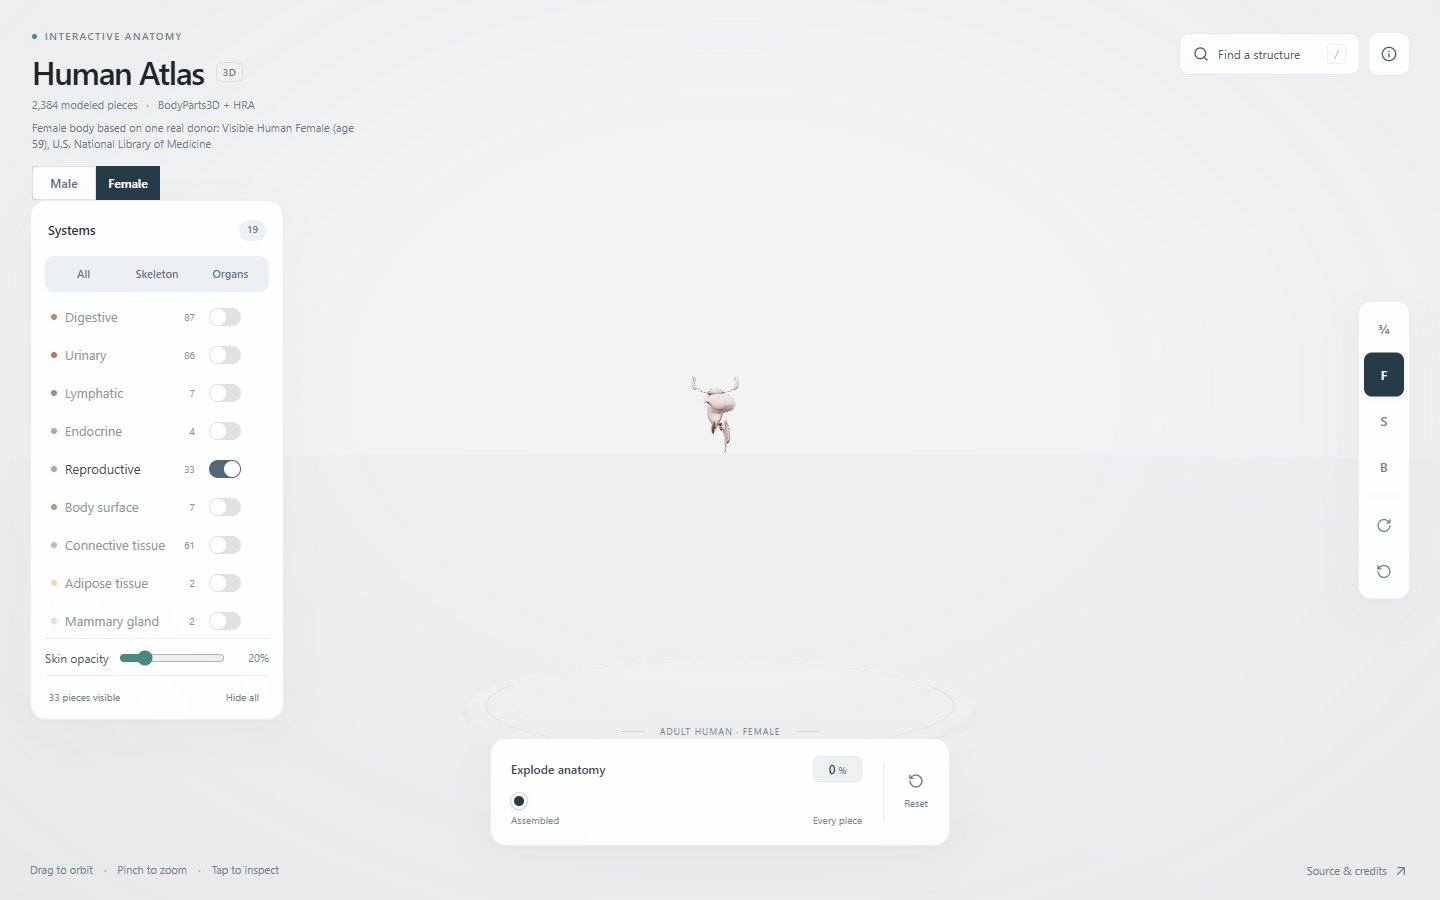 INTERACTIVE ANATOMY
Human Atlas 3D
2,384 modeled pieces · BodyParts3D + HRA
Female body based on one real donor: Visible Human Female (age
59), U.S. National Library of Medicine
Male Female
Systems 19
All Skeleton Organs
Digestive 87
Urinary 86
Lymphatic 7
Endocrine 4
Reproductive 33
Body surface 7
Connective tissue 61
Adipose tissue 2
Mammary gland 2
Skin opacity 20%
33 pieces visible Hide all
Find a structure /
¾
F
S
B
ADULT HUMAN · FEMALE
Explode anatomy 0 %
Assembled Every piece
Reset
Drag to orbit · Pinch to zoom · Tap to inspect
Source & credits